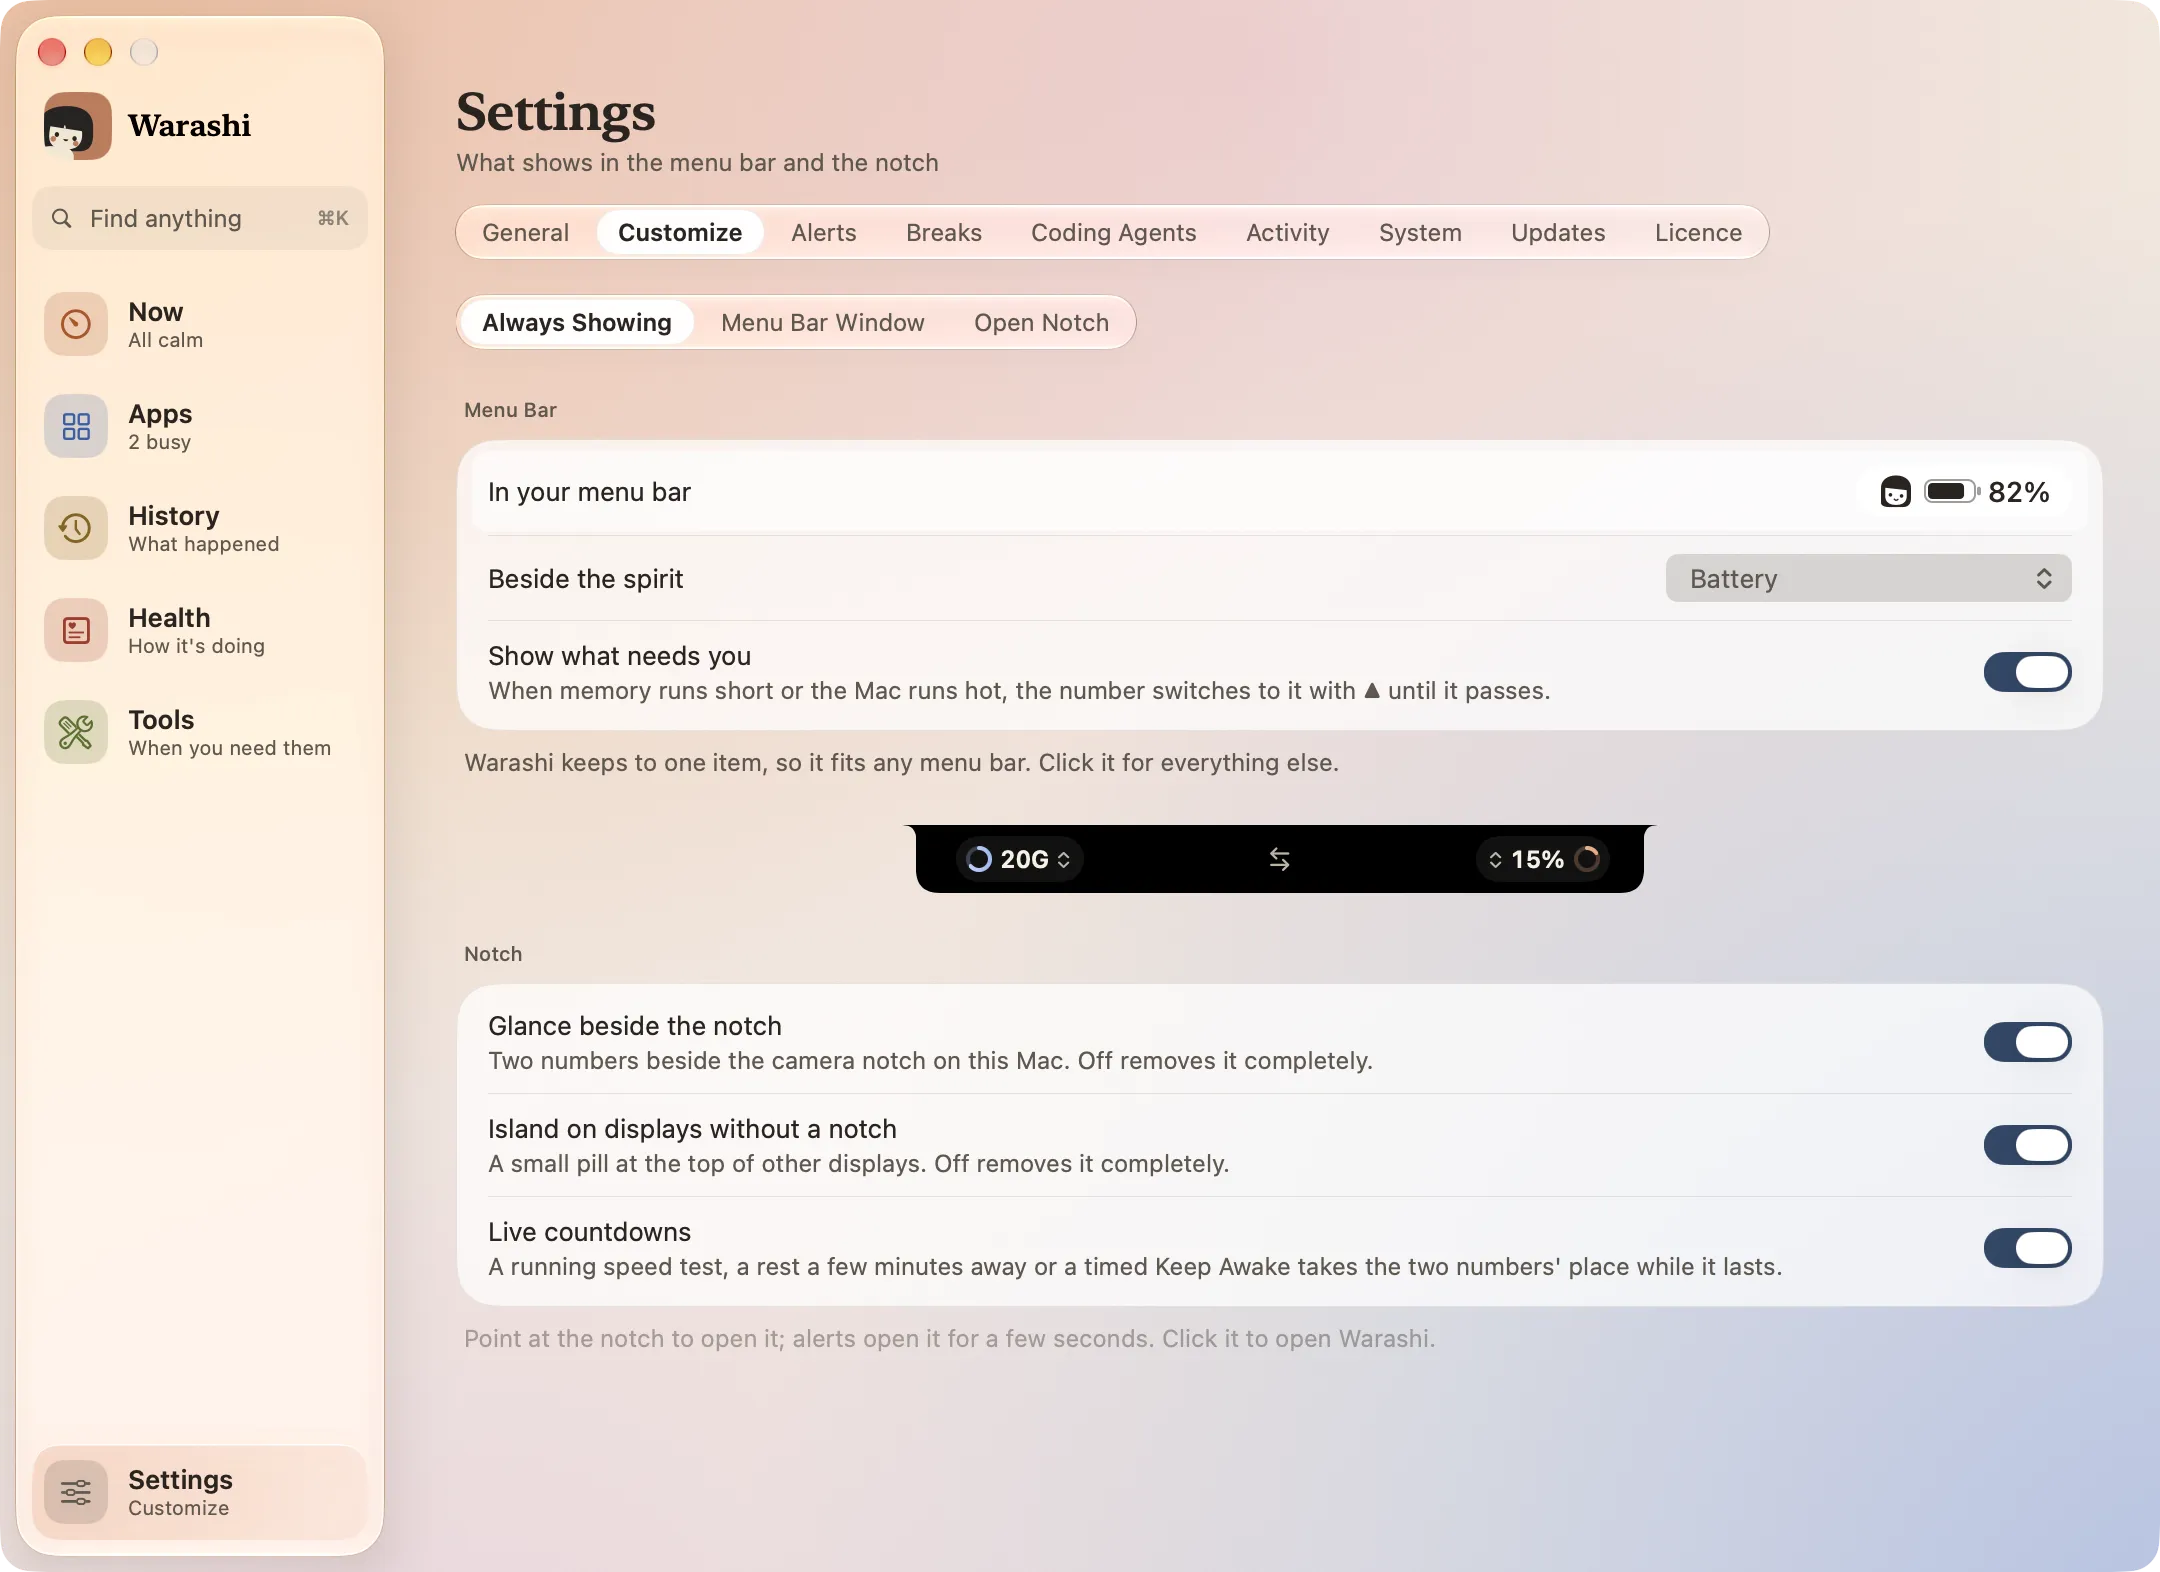 Warashi
Find anything ⌘K
Now
All calm
Apps
2 busy
History
What happened
Health
How it's doing
Tools
When you need them
Settings
Customize
Settings
What shows in the menu bar and the notch
General Customize Alerts Breaks Coding Agents Activity System Updates Licence
Always Showing Menu Bar Window Open Notch
Menu Bar
In your menu bar 82%
Beside the spirit Battery
Show what needs you
When memory runs short or the Mac runs hot, the number switches to it with ▲ until it passes.
Warashi keeps to one item, so it fits any menu bar. Click it for everything else.
20G 15%
Notch
Glance beside the notch
Two numbers beside the camera notch on this Mac. Off removes it completely.
Island on displays without a notch
A small pill at the top of other displays. Off removes it completely.
Live countdowns
A running speed test, a rest a few minutes away or a timed Keep Awake takes the two numbers' place while it lasts.
Point at the notch to open it; alerts open it for a few seconds. Click it to open Warashi.